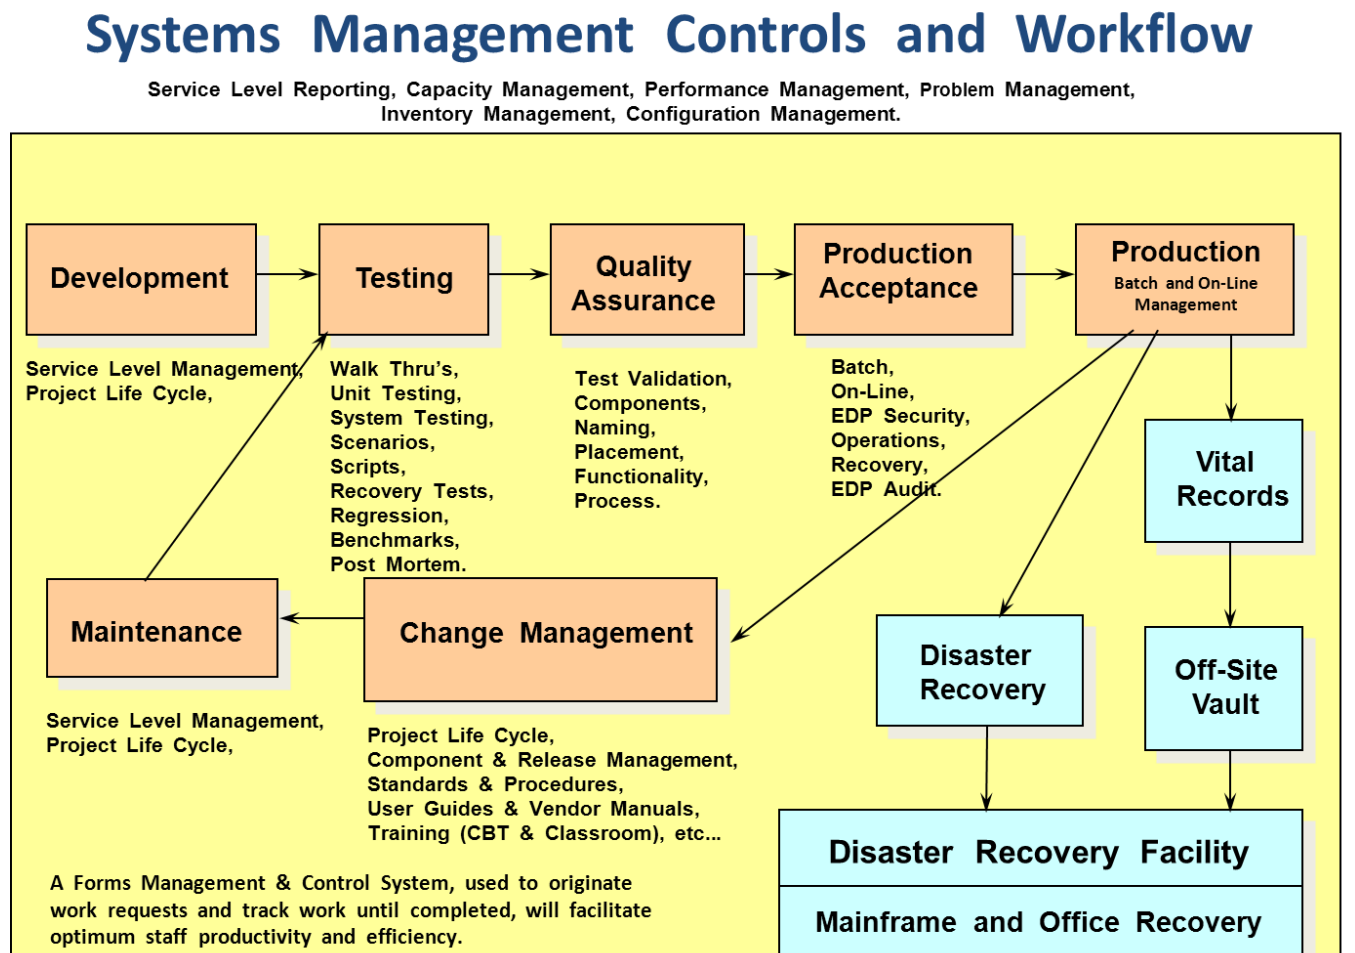 Systems Management Controls and Workflow
Service Level Reporting, Capacity Management, Performance Management, Problem Management,
Inventory Management, Configuration Management.
Development
Testing
Quality
Assurance
Production
Acceptance
Production
Batch and On-Line
Management
Service Level Management,
Project Life Cycle,
Walk Thru's,
Unit Testing,
System Testing,
Scenarios,
Scripts,
Recovery Tests,
Regression,
Benchmarks,
Post Mortem.
Test Validation,
Components,
Naming,
Placement,
Functionality,
Process.
Batch,
On-Line,
EDP Security,
Operations,
Recovery,
EDP Audit.
Vital
Records
Maintenance
Change Management
Disaster
Recovery
Off-Site
Vault
Service Level Management,
Project Life Cycle,
Project Life Cycle,
Component & Release Management,
Standards & Procedures,
User Guides & Vendor Manuals,
Training (CBT & Classroom), etc...
Disaster Recovery Facility
Mainframe and Office Recovery
A Forms Management & Control System, used to originate
work requests and track work until completed, will facilitate
optimum staff productivity and efficiency.